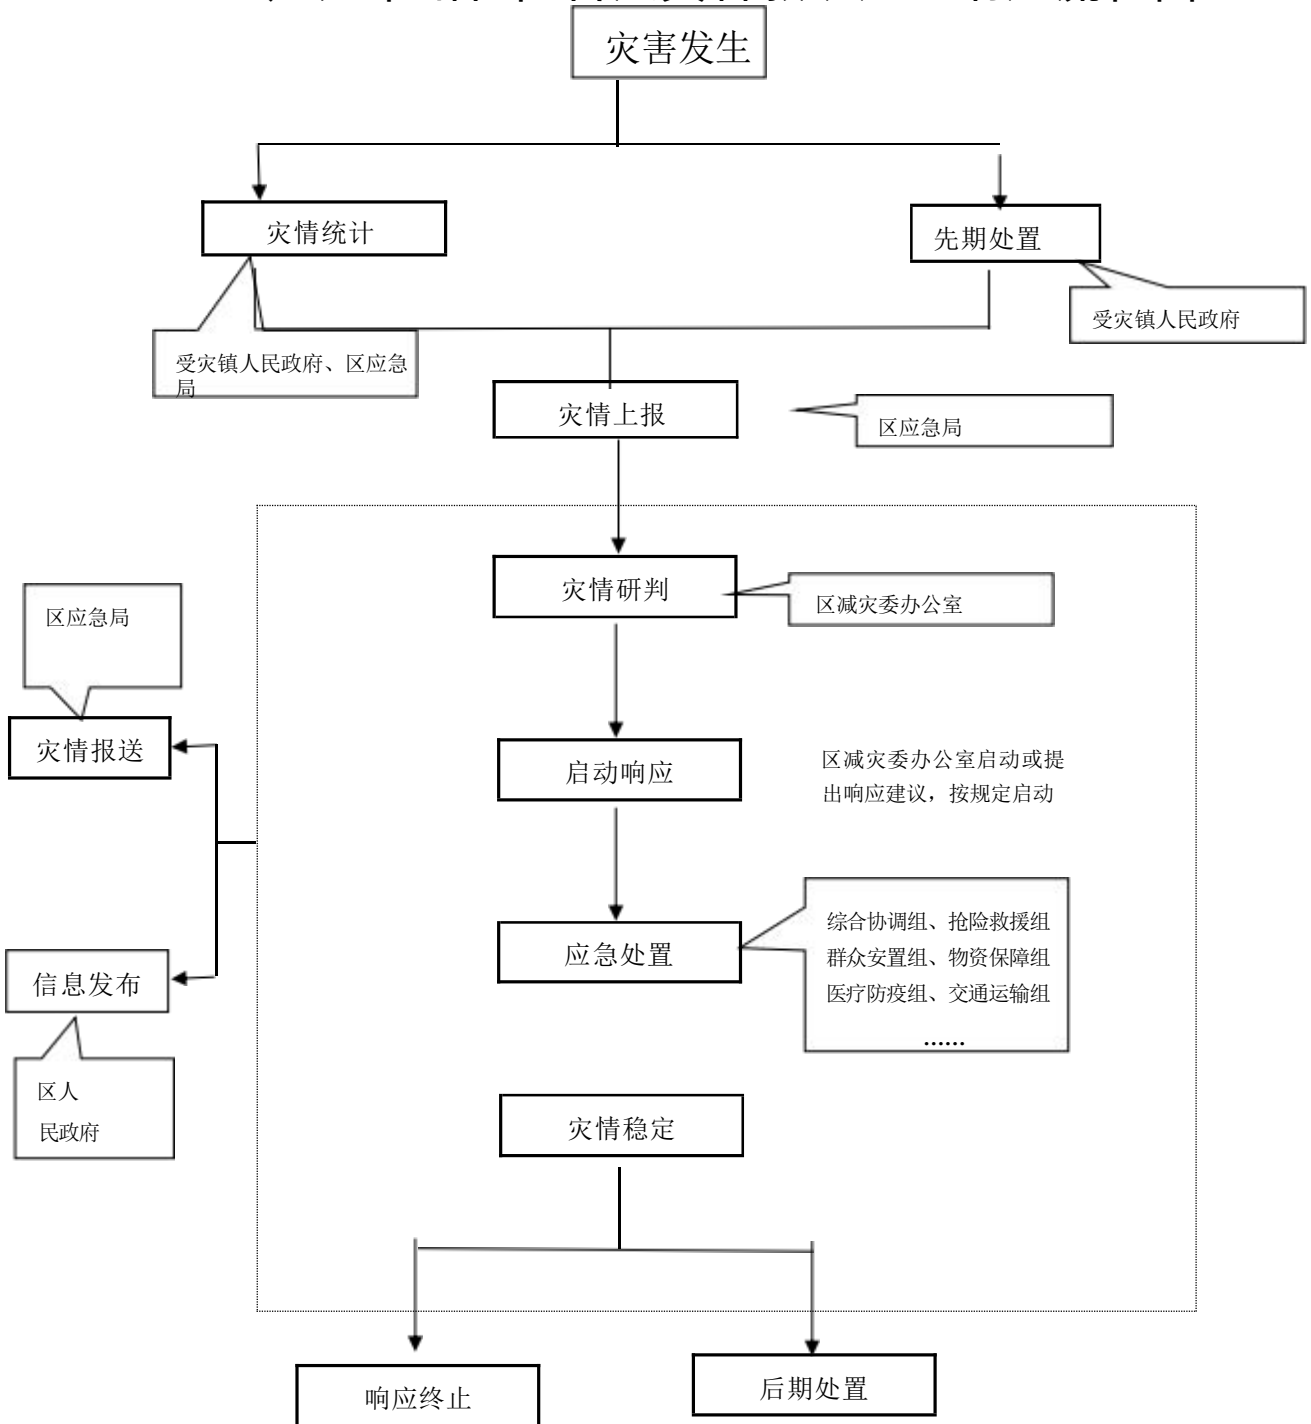 灾害发生
灾情统计
先期处置
受灾镇人民政府
受灾镇人民政府、区应急
局
灾情上报
区应急局
灾情研判
区减灾委办公室
区应急局
灾情报送
启动响应
区减灾委办公室启动或提
出响应建议，按规定启动
应急处置
综合协调组、抢险救援组
群众安置组、物资保障组
医疗防疫组、交通运输组
……
信息发布
区人
民政府
灾情稳定
响应终止
后期处置